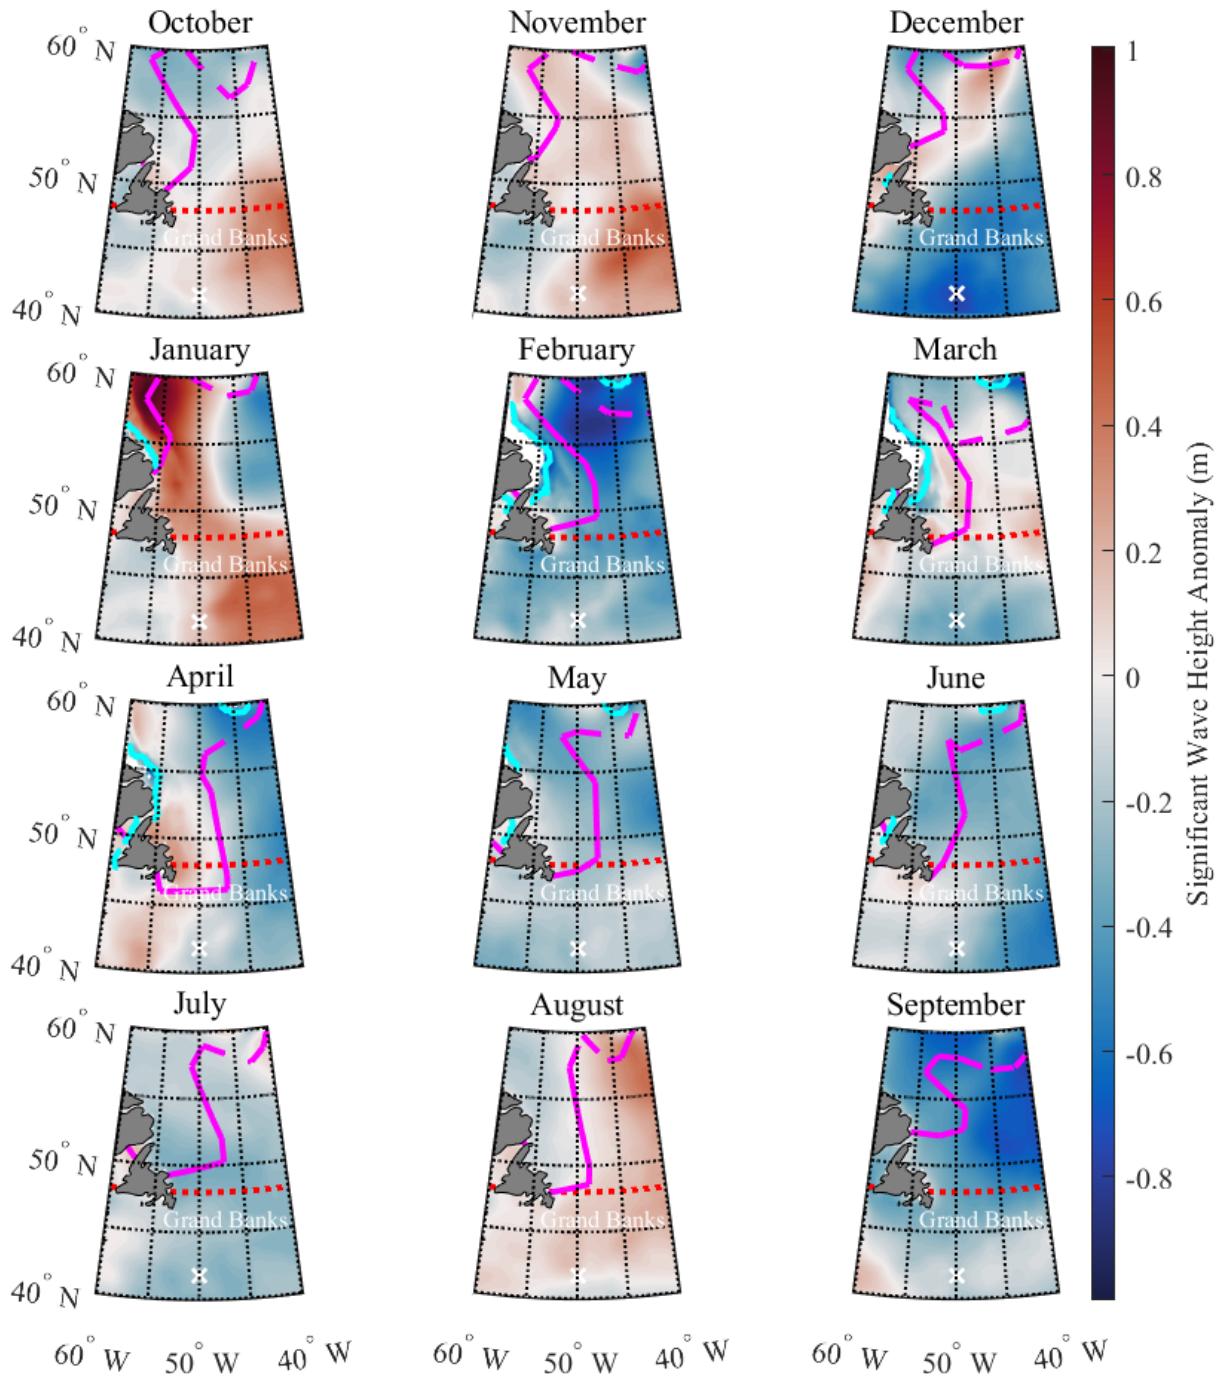 October
November
December
60° N
50° N
40° N
Grand Banks
Grand Banks
Grand Banks
January
February
March
60° N
50° N
40° N
Grand Banks
Grand Banks
Grand Banks
April
May
June
60° N
50° N
40° N
Grand Banks
Grand Banks
Grand Banks
July
August
September
60° N
50° N
40° N
Grand Banks
Grand Banks
Grand Banks
60° W
50° W
40° W
60° W
50° W
40° W
60° W
50° W
40° W
1
0.8
0.6
0.4
0.2
0
-0.2
-0.4
-0.6
-0.8
Significant Wave Height Anomaly (m)